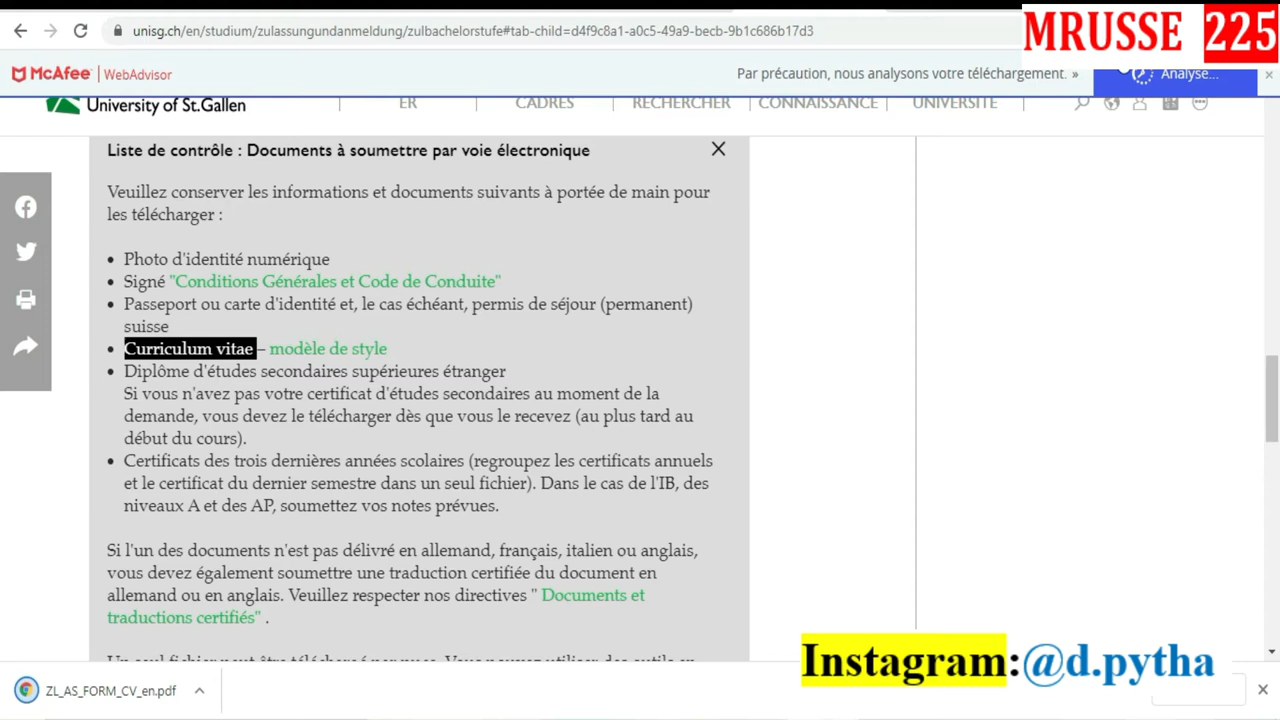 unisg.ch/en/studium/zulassungundanmeldung/zulbachelorstufe#tab-child=d4f9c8a1-a0c5-49a9-becb-9b1c686b17d3
MRUSSE 225
McAfee | WebAdvisor
Par précaution, nous analysons votre téléchargement. »
Analyse...
University of St.Gallen
ER
CADRES
RECHERCHER
CONNAISSANCE
UNIVERSITÉ
Liste de contrôle : Documents à soumettre par voie électronique
Veuillez conserver les informations et documents suivants à portée de main pour
les télécharger :
• Photo d'identité numérique
• Signé "Conditions Générales et Code de Conduite"
• Passeport ou carte d'identité et, le cas échéant, permis de séjour (permanent)
suisse
• Curriculum vitae – modèle de style
• Diplôme d'études secondaires supérieures étranger
Si vous n'avez pas votre certificat d'études secondaires au moment de la
demande, vous devez le télécharger dès que vous le recevez (au plus tard au
début du cours).
• Certificats des trois dernières années scolaires (regroupez les certificats annuels
et le certificat du dernier semestre dans un seul fichier). Dans le cas de l'IB, des
niveaux A et des AP, soumettez vos notes prévues.
Si l'un des documents n'est pas délivré en allemand, français, italien ou anglais,
vous devez également soumettre une traduction certifiée du document en
allemand ou en anglais. Veuillez respecter nos directives " Documents et
traductions certifiés" .
Instagram:@d.pytha
ZL_AS_FORM_CV_en.pdf